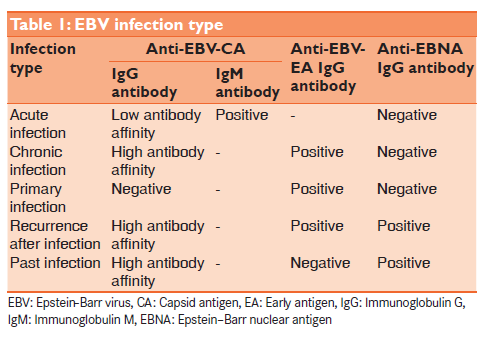 Table 1: EBV infection type
Infection type Anti-EBV-CA Anti-EBV-EA IgG antibody Anti-EBNA IgG antibody
IgG antibody IgM antibody
Acute infection Low antibody affinity Positive - Negative
Chronic infection High antibody affinity - Positive Negative
Primary infection Negative - Positive Negative
Recurrence after infection High antibody affinity - Positive Positive
Past infection High antibody affinity - Negative Positive
EBV: Epstein-Barr virus, CA: Capsid antigen, EA: Early antigen, IgG: Immunoglobulin G,
IgM: Immunoglobulin M, EBNA: Epstein–Barr nuclear antigen